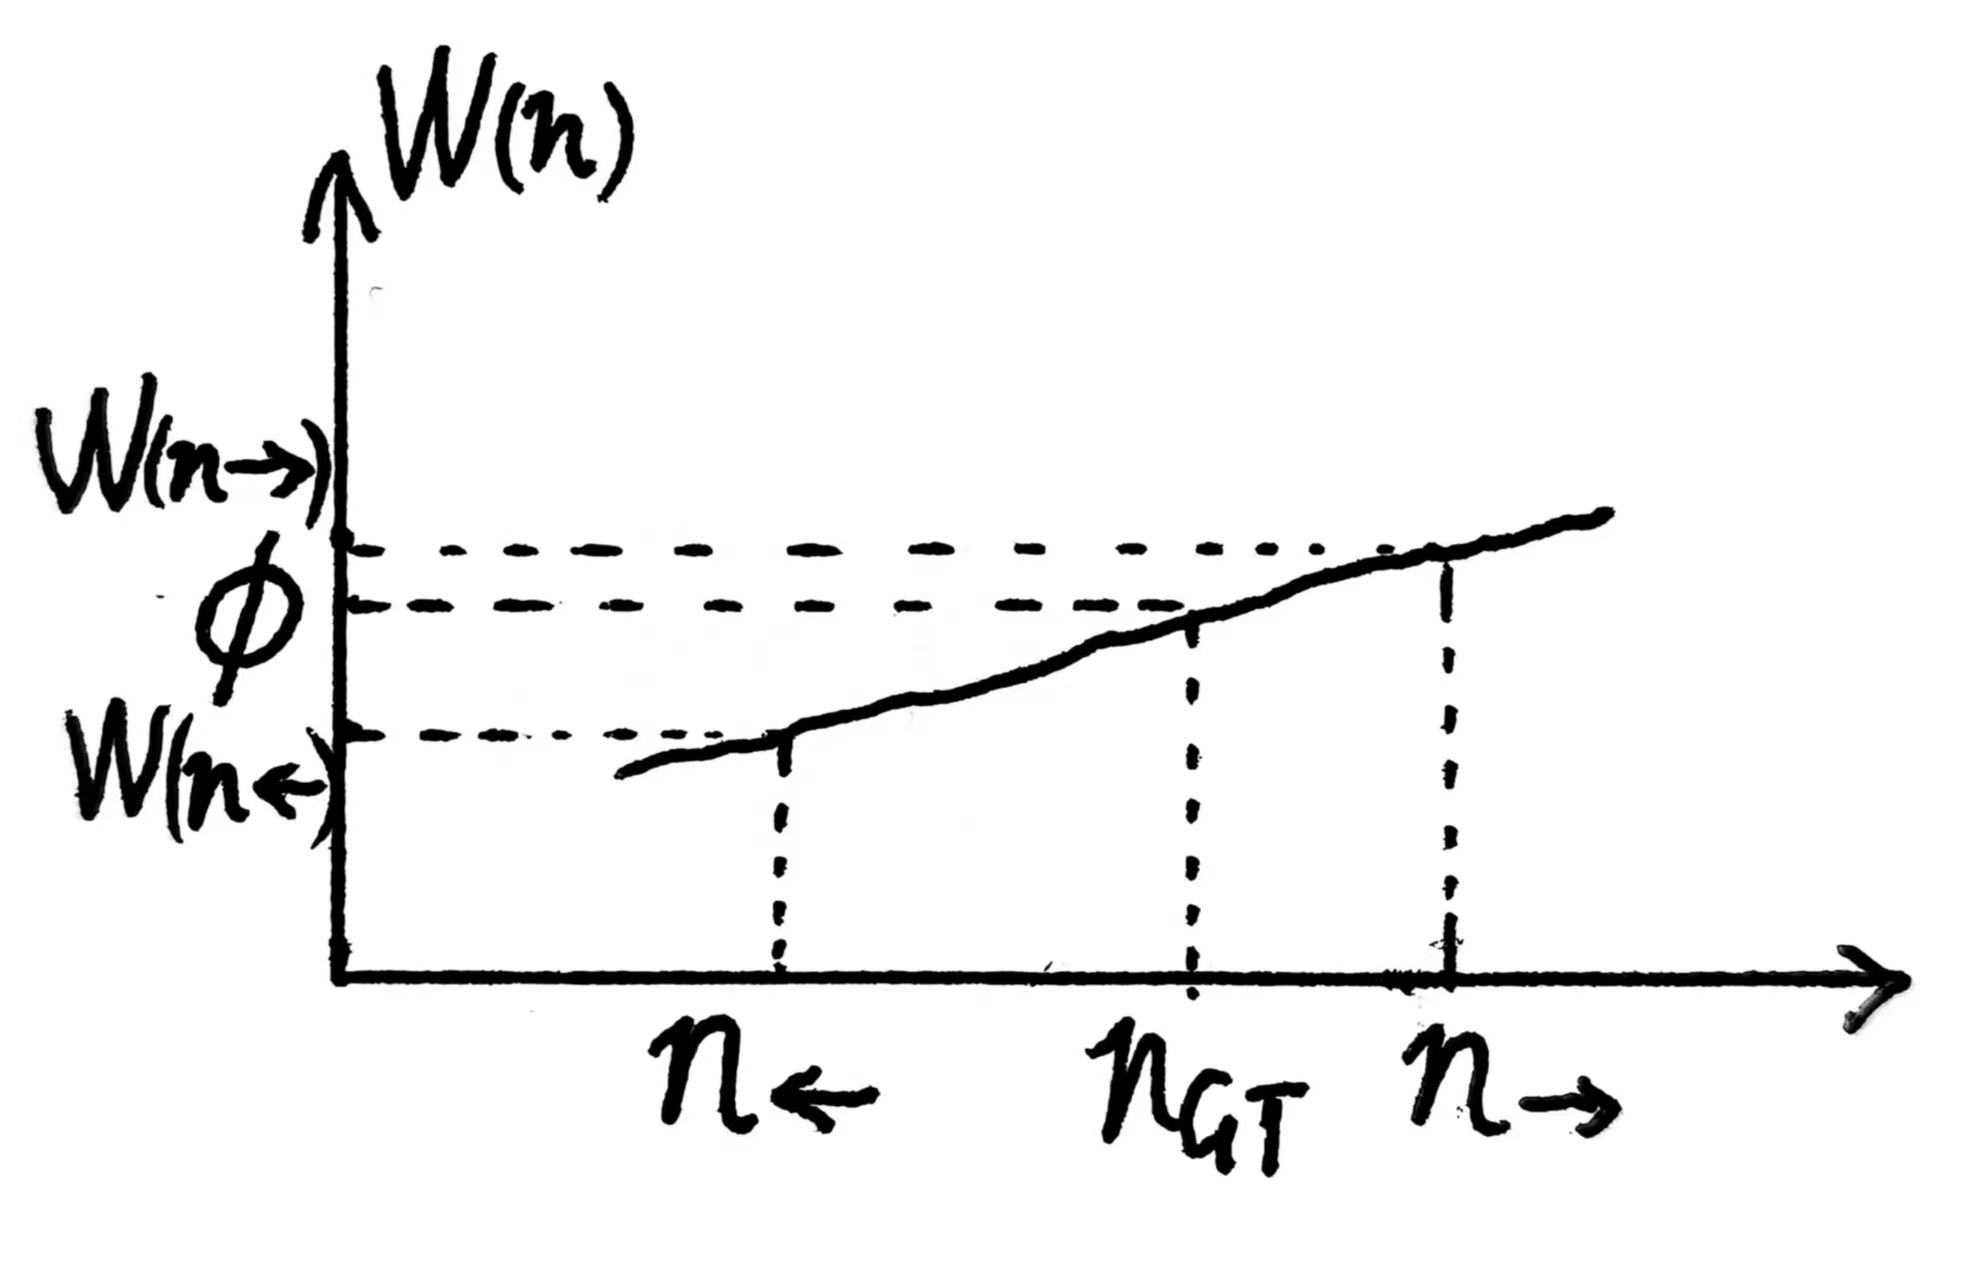 W(n)
W(n→)
ϕ
W(n←)
n← nGT n→